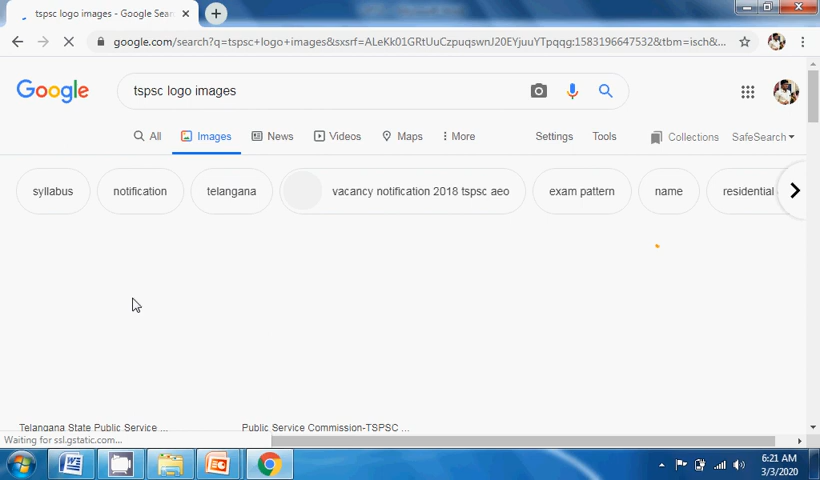 tspsc logo images - Google Sear
google.com/search?q=tspsc+logo+images&sxsrf=ALeKk01GRtUuCzpuqswnJ20EYjuuYTpqqg:1583196647532&tbm=isch&...
Google
tspsc logo images
All
Images
News
Videos
Maps
More
Settings
Tools
Collections
SafeSearch
syllabus
notification
telangana
vacancy notification 2018 tspsc aeo
exam pattern
name
residential
Telangana State Public Service ...
Public Service Commission-TSPSC ...
Waiting for ssl.gstatic.com...
6:21 AM
3/3/2020